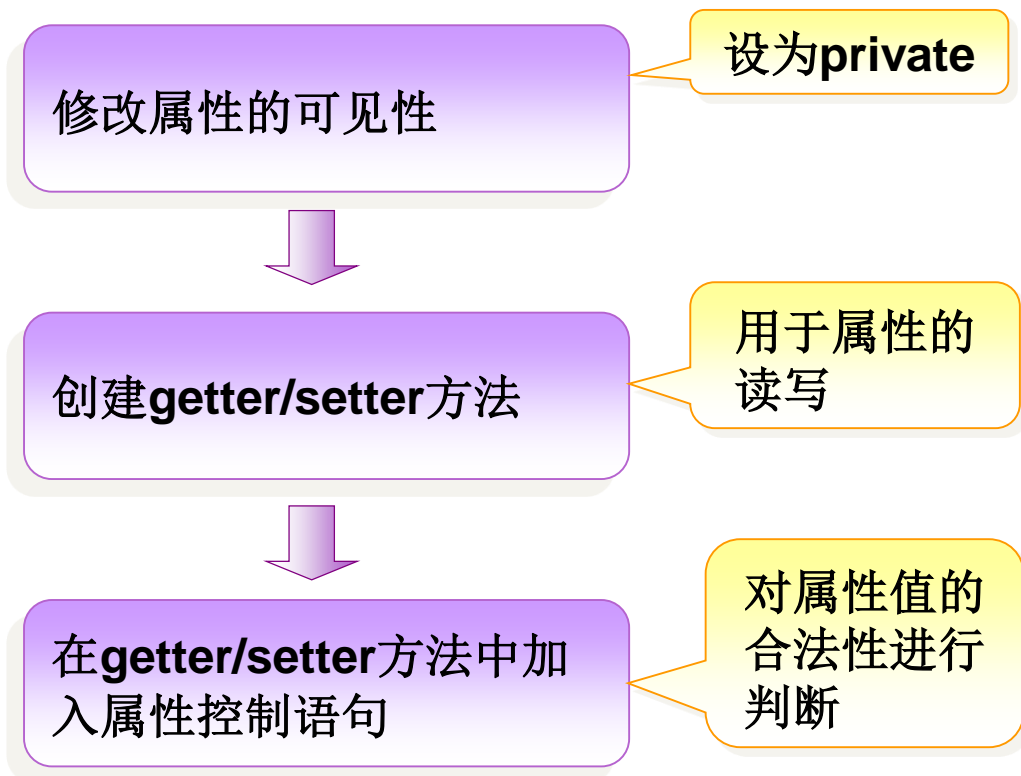 修改属性的可见性
设为private
创建getter/setter方法
用于属性的
读写
在getter/setter方法中加
入属性控制语句
对属性值的
合法性进行
判断